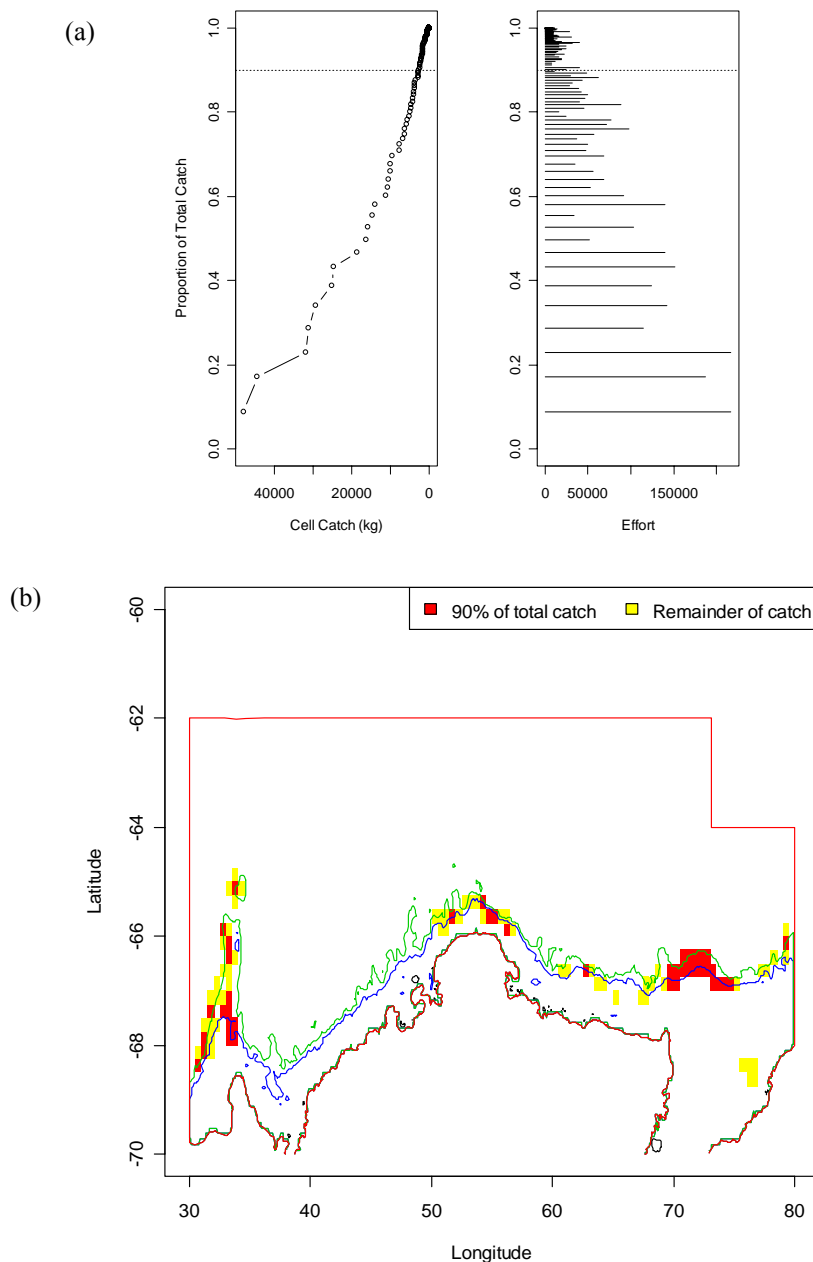 (a)
Proportion of Total Catch
1.0
0.8
0.6
0.4
0.2
0.0
40000 20000 0
Cell Catch (kg)
1.0
0.8
0.6
0.4
0.2
0.0
0 50000 150000
Effort
(b)
90% of total catch Remainder of catch
Latitude
-60
-62
-64
-66
-68
-70
30 40 50 60 70 80
Longitude